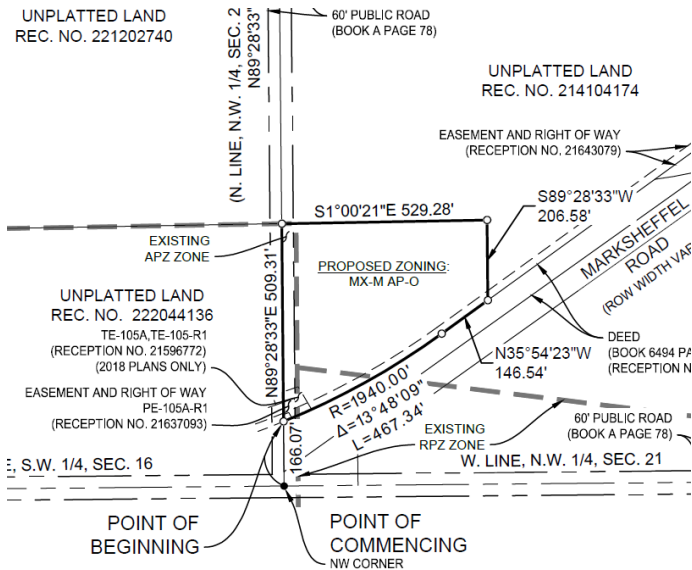 UNPLATTED LAND
REC. NO. 221202740
(N. LINE, N.W. 1/4, SEC. 2
N89°28'33"
60' PUBLIC ROAD
(BOOK A PAGE 78)
UNPLATTED LAND
REC. NO. 214104174
EASEMENT AND RIGHT OF WAY
(RECEPTION NO. 21643079)
S1°00'21"E 529.28'
S89°28'33"W
206.58'
MARKSHEFFEL
ROAD
(ROW WIDTH VAR
EXISTING
APZ ZONE
PROPOSED ZONING:
MX-M AP-O
N89°28'33"E 509.31'
UNPLATTED LAND
REC. NO. 222044136
TE-105A,TE-105-R1
(RECEPTION NO. 21596772)
(2018 PLANS ONLY)
EASEMENT AND RIGHT OF WAY
PE-105A-R1
(RECEPTION NO. 21637093)
DEED
(BOOK 6494 PA
(RECEPTION N
N35°54'23"W
146.54'
R=1940.00'
Δ=13°48'09"
L=467.34'
EXISTING
RPZ ZONE
60' PUBLIC ROAD
(BOOK A PAGE 78)
166.07'
E, S.W. 1/4, SEC. 16
W. LINE, N.W. 1/4, SEC. 21
POINT OF
BEGINNING
POINT OF
COMMENCING
NW CORNER